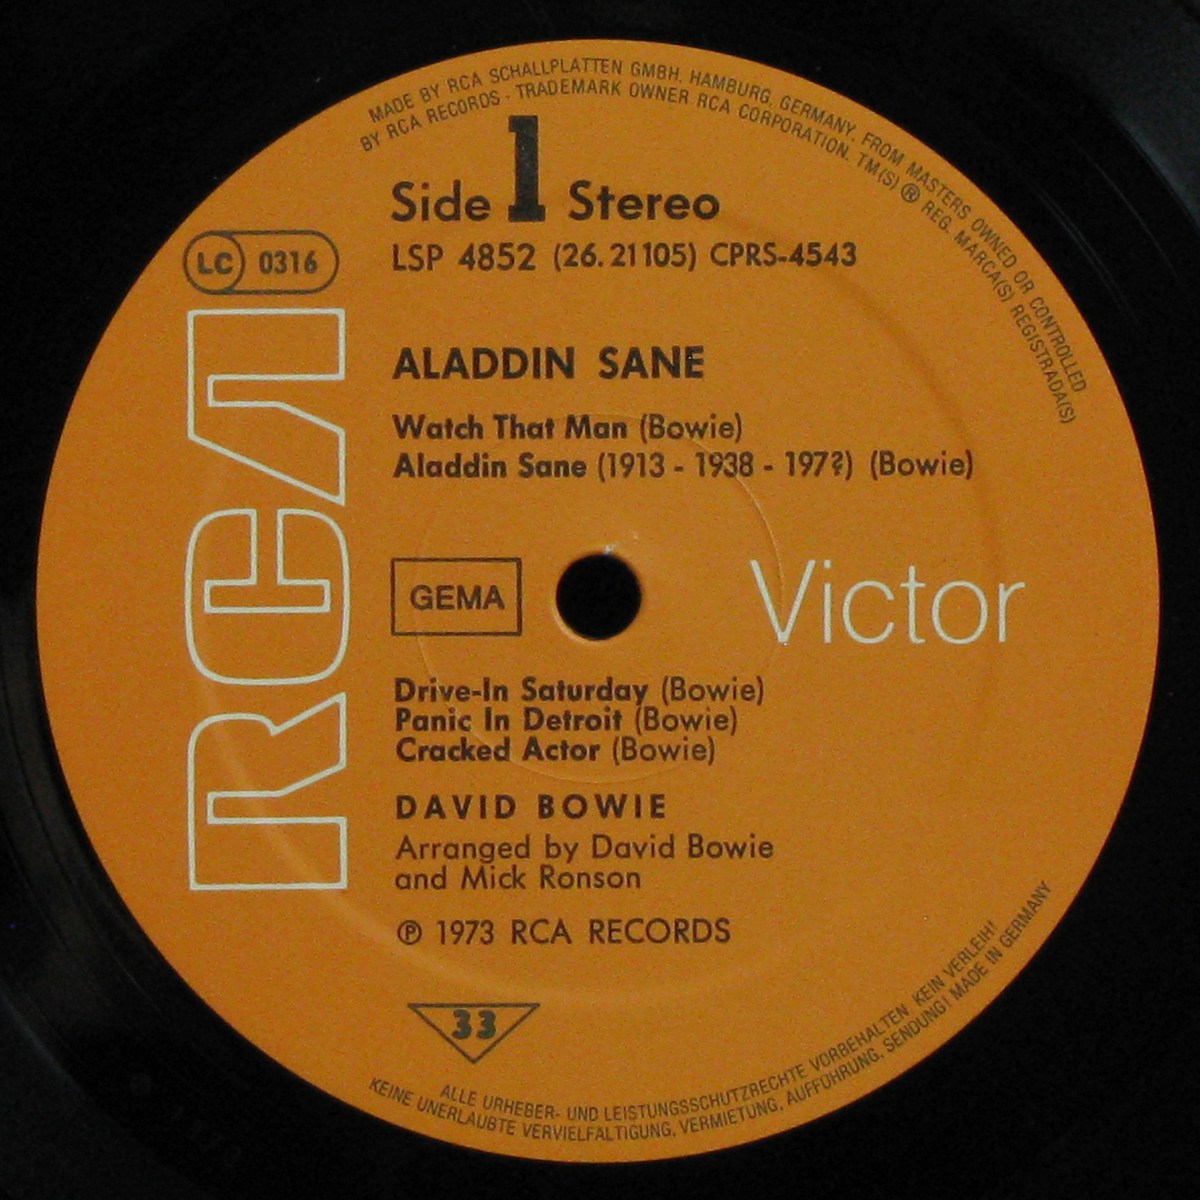 MADE BY RCA SCHALLPLATTEN GMBH. HAMBURG, GERMANY, FROM MASTERS OWNED OR CONTROLLED
BY RCA RECORDS · TRADEMARK OWNER RCA CORPORATION. TM(S) ® REG. MARCA(S) REGISTRADA(S)
Side 1 Stereo
LSP 4852 (26.21105) CPRS-4543
LC 0316
RCA
ALADDIN SANE
Watch That Man (Bowie)
Aladdin Sane (1913 - 1938 - 197?) (Bowie)
GEMA
Victor
Drive-In Saturday (Bowie)
Panic In Detroit (Bowie)
Cracked Actor (Bowie)
DAVID BOWIE
Arranged by David Bowie
and Mick Ronson
℗ 1973 RCA RECORDS
33
ALLE URHEBER- UND LEISTUNGSSCHUTZRECHTE VORBEHALTEN KEIN VERLEIH!
KEINE UNERLAUBTE VERVIELFÄLTIGUNG, VERMIETUNG, AUFFÜHRUNG, SENDUNG! MADE IN GERMANY